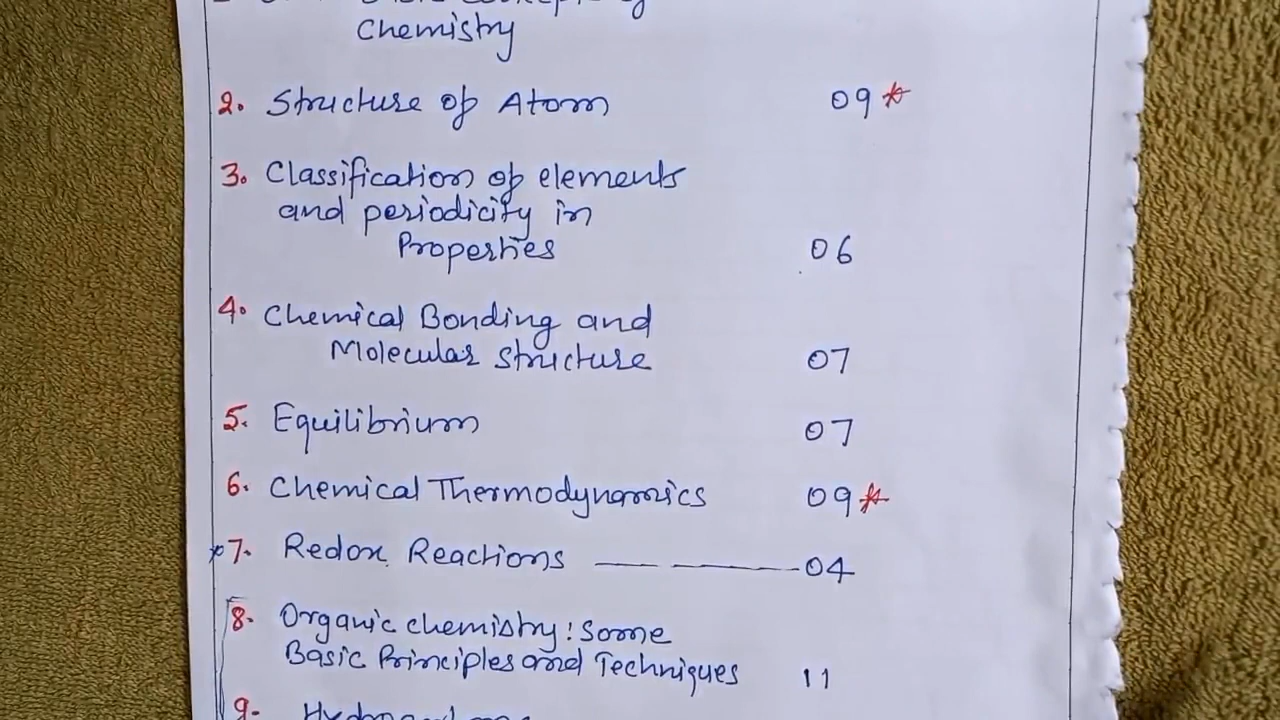 Chemistry
2. Structure of Atom 09*
3. Classification of elements
and periodicity in
Properties 06
4. Chemical Bonding and
Molecular structure 07
5. Equilibrium 07
6. Chemical Thermodynamics 09*
*7. Redox Reactions — — 04
8. Organic chemistry: Some
Basic Principles and Techniques 11
9.